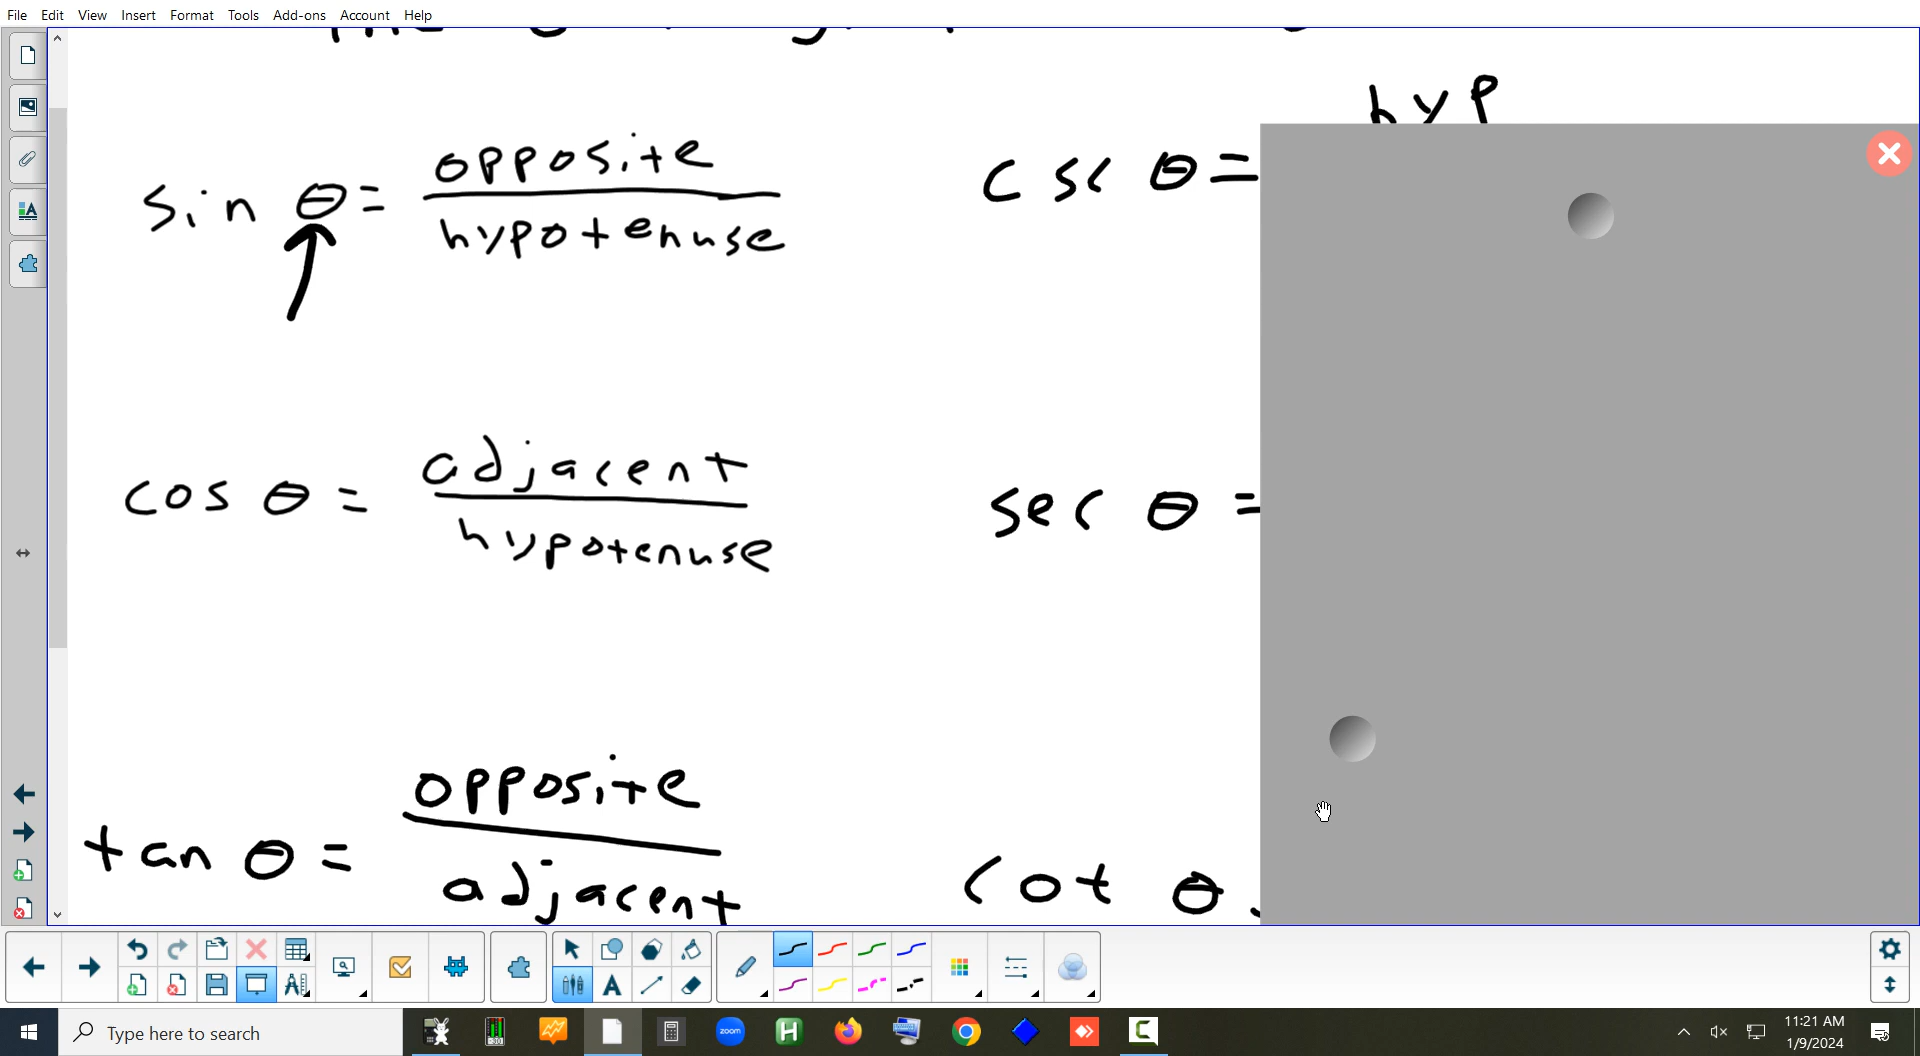 File Edit View Insert Format Tools Add-ons Account Help
hyp
sin θ = opposite
hypotenuse
csc θ =
cos θ = adjacent
hypotenuse
sec θ =
tan θ = opposite
adjacent
cot θ
A
A
zoom
H
C
Type here to search
11:21 AM
1/9/2024